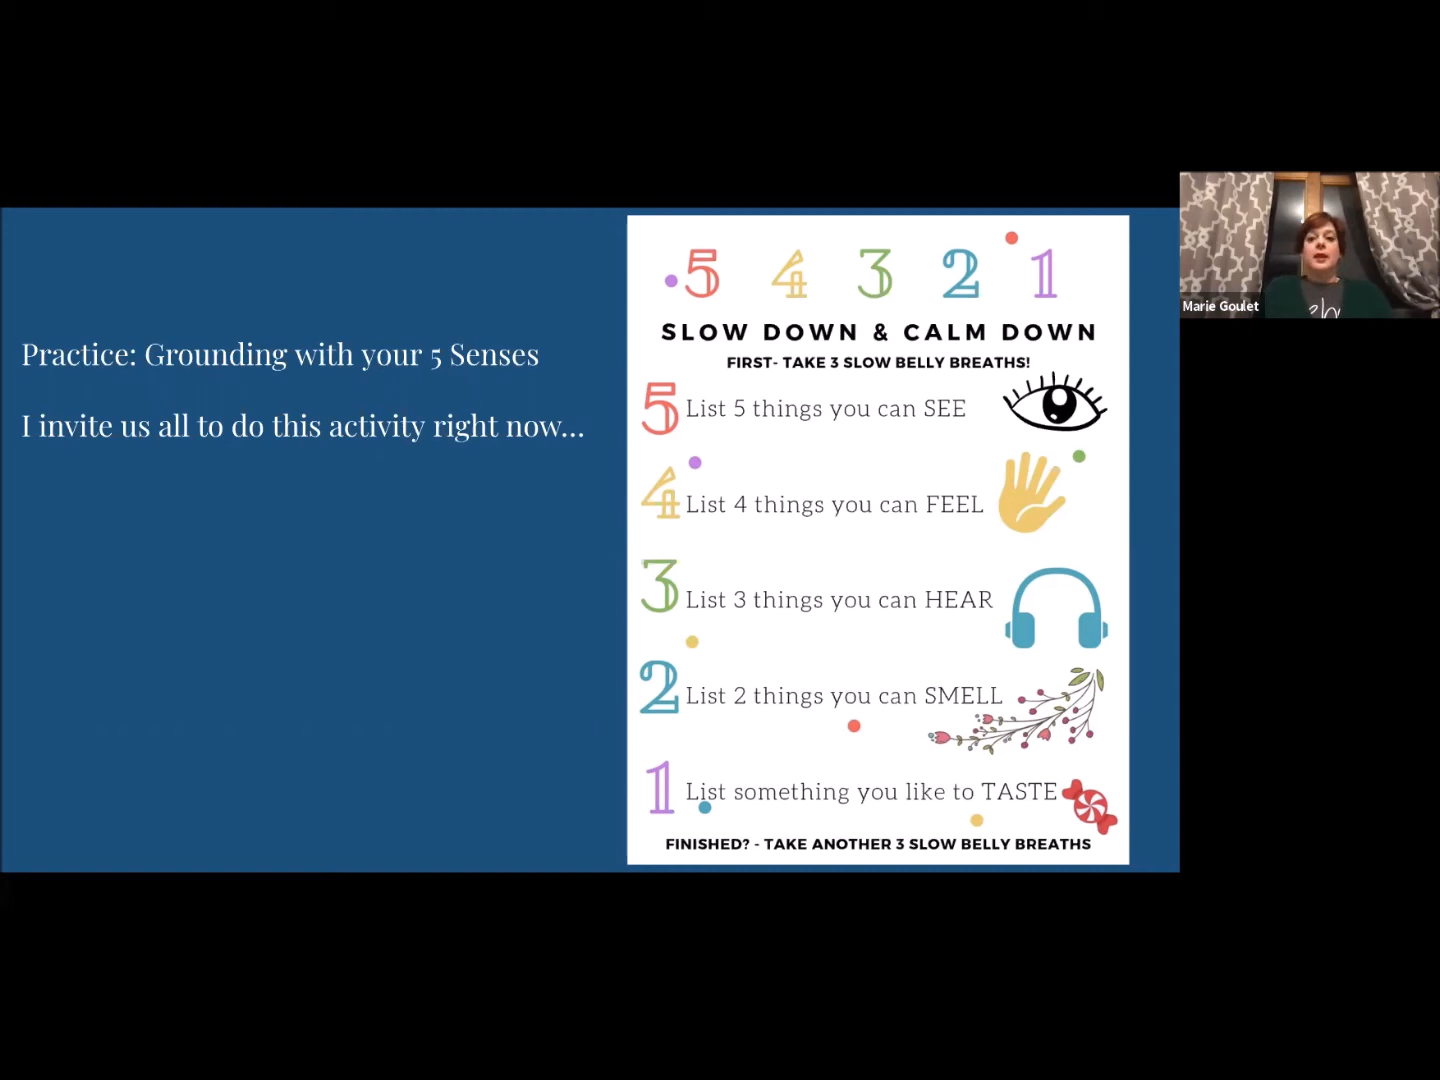 Practice: Grounding with your 5 Senses
I invite us all to do this activity right now...
5 4 3 2 1
SLOW DOWN & CALM DOWN
FIRST- TAKE 3 SLOW BELLY BREATHS!
5 List 5 things you can SEE
4 List 4 things you can FEEL
3 List 3 things you can HEAR
2 List 2 things you can SMELL
1 List something you like to TASTE
FINISHED? - TAKE ANOTHER 3 SLOW BELLY BREATHS
Marie Goulet